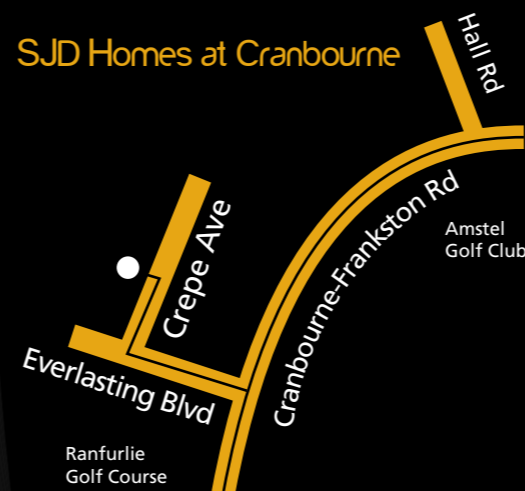 SJD Homes at Cranbourne
Hall Rd
Crepe Ave
Cranbourne-Frankston Rd
Amstel
Golf Club
Everlasting Blvd
Ranfurlie
Golf Course